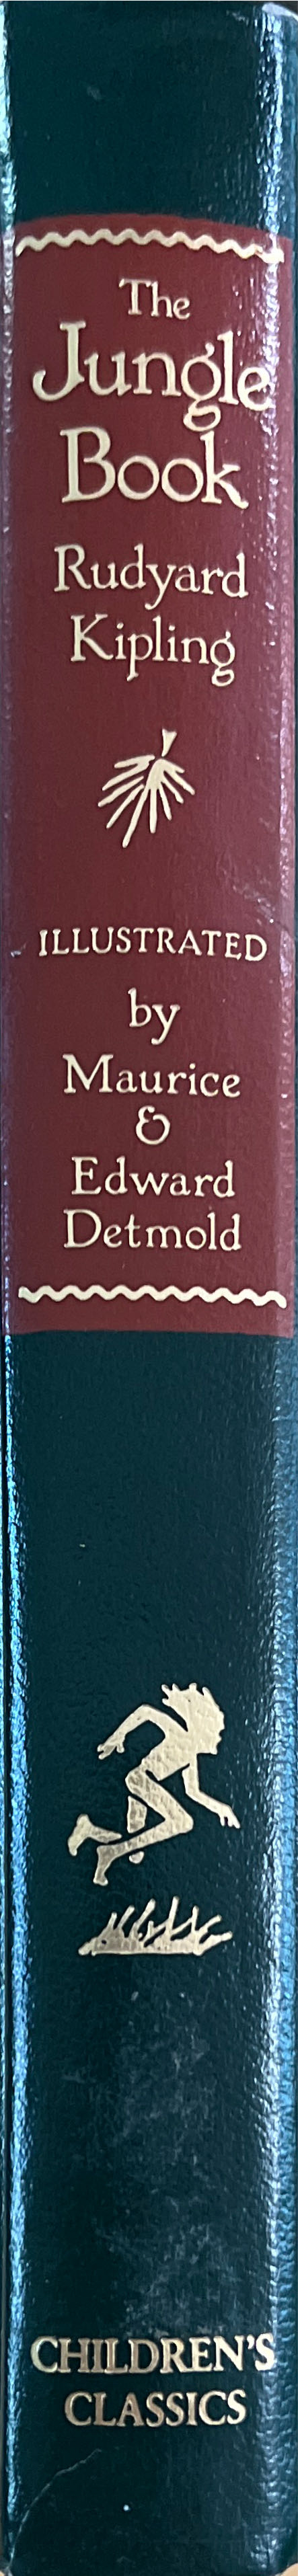 The
Jungle
Book
Rudyard
Kipling
ILLUSTRATED
by
Maurice
&
Edward
Detmold
CHILDREN'S
CLASSICS